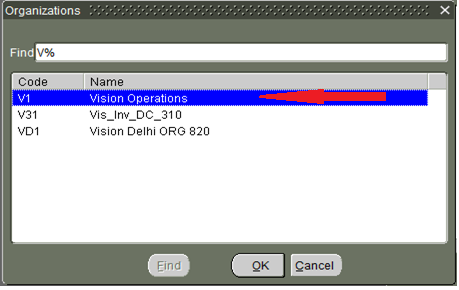 Organizations
Find V%
Code Name
V1 Vision Operations
V31 Vis_Inv_DC_310
VD1 Vision Delhi ORG 820
Find OK Cancel